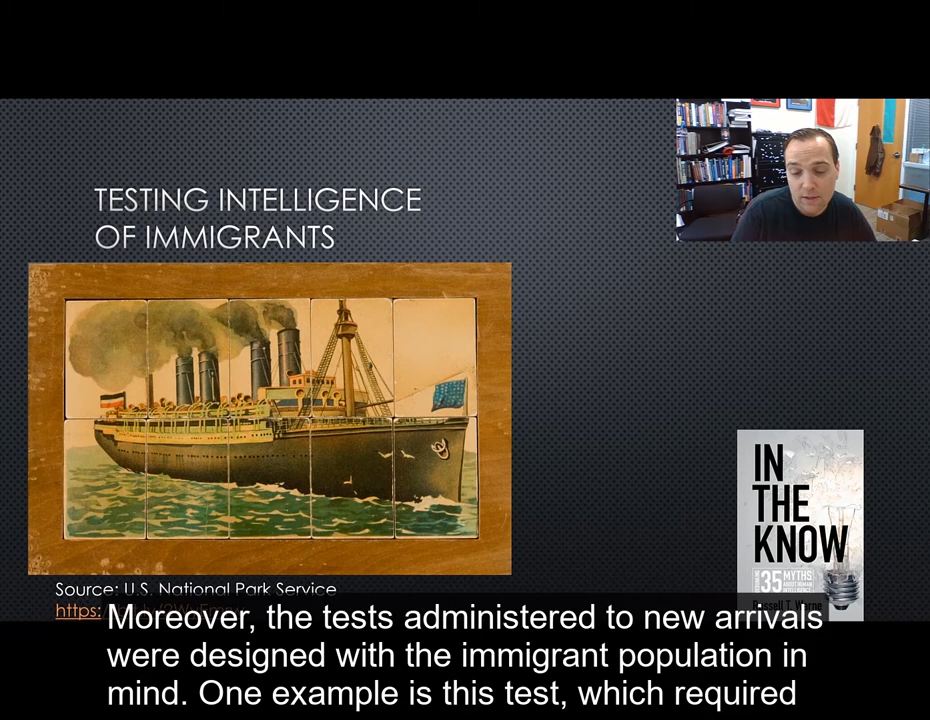 TESTING INTELLIGENCE
OF IMMIGRANTS
IN
THE
KNOW
35 MYTHS
Source: U.S. National Park Service
https:
Moreover, the tests administered to new arrivals
were designed with the immigrant population in
mind. One example is this test, which required